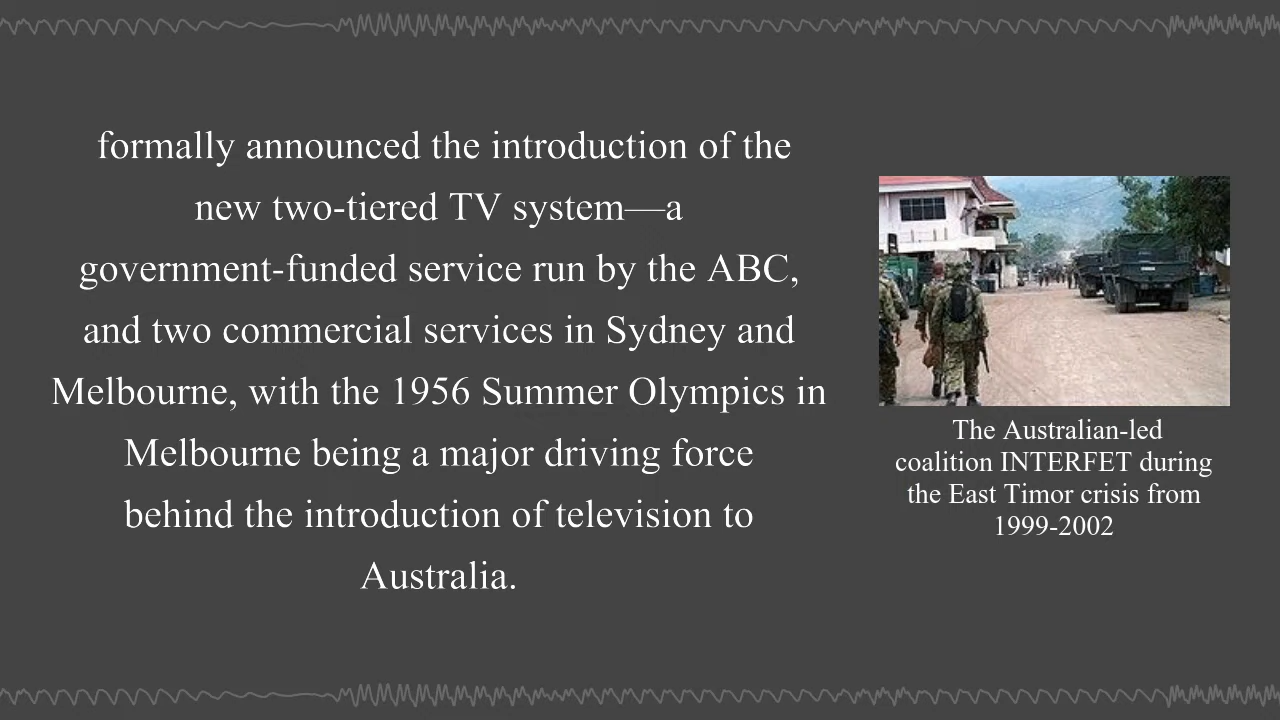 formally announced the introduction of the
new two-tiered TV system—a
government-funded service run by the ABC,
and two commercial services in Sydney and
Melbourne, with the 1956 Summer Olympics in
Melbourne being a major driving force
behind the introduction of television to
Australia.
The Australian-led
coalition INTERFET during
the East Timor crisis from
1999-2002